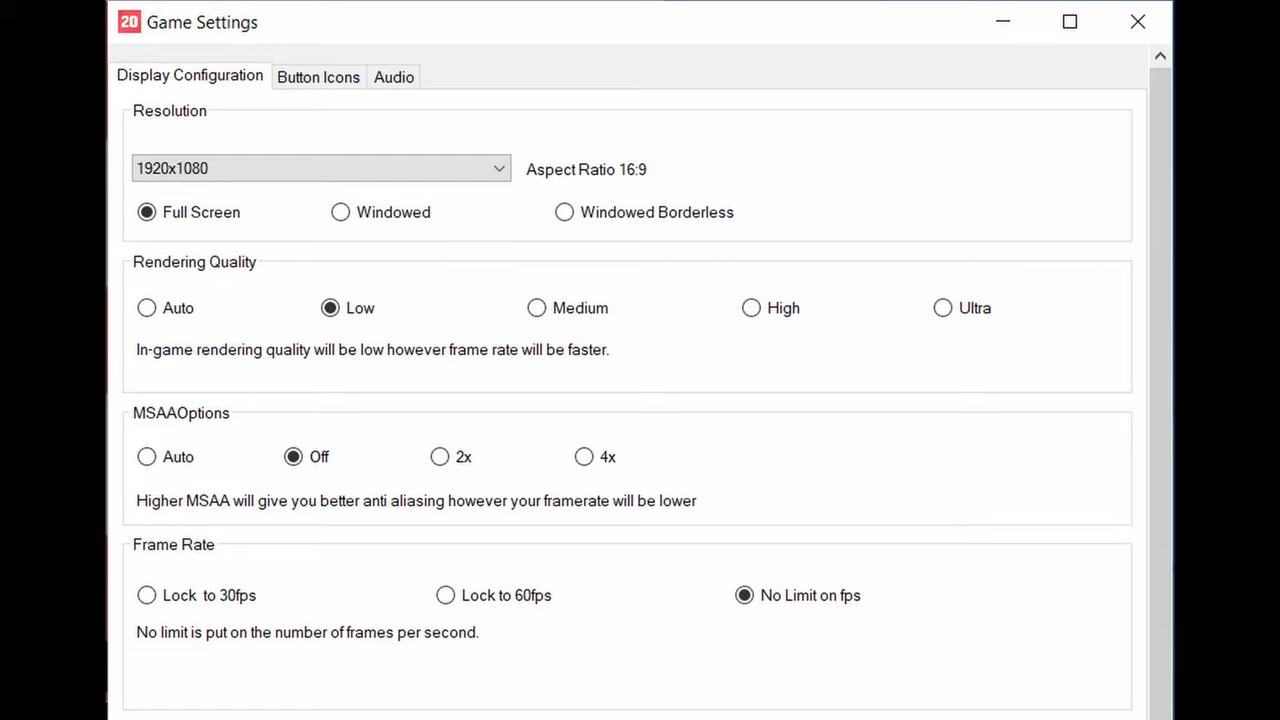 20 Game Settings
Display Configuration Button Icons Audio
Resolution
1920x1080 Aspect Ratio 16:9
Full Screen Windowed Windowed Borderless
Rendering Quality
Auto Low Medium High Ultra
In-game rendering quality will be low however frame rate will be faster.
MSAAOptions
Auto Off 2x 4x
Higher MSAA will give you better anti aliasing however your framerate will be lower
Frame Rate
Lock  to 30fps Lock to 60fps No Limit on fps
No limit is put on the number of frames per second.